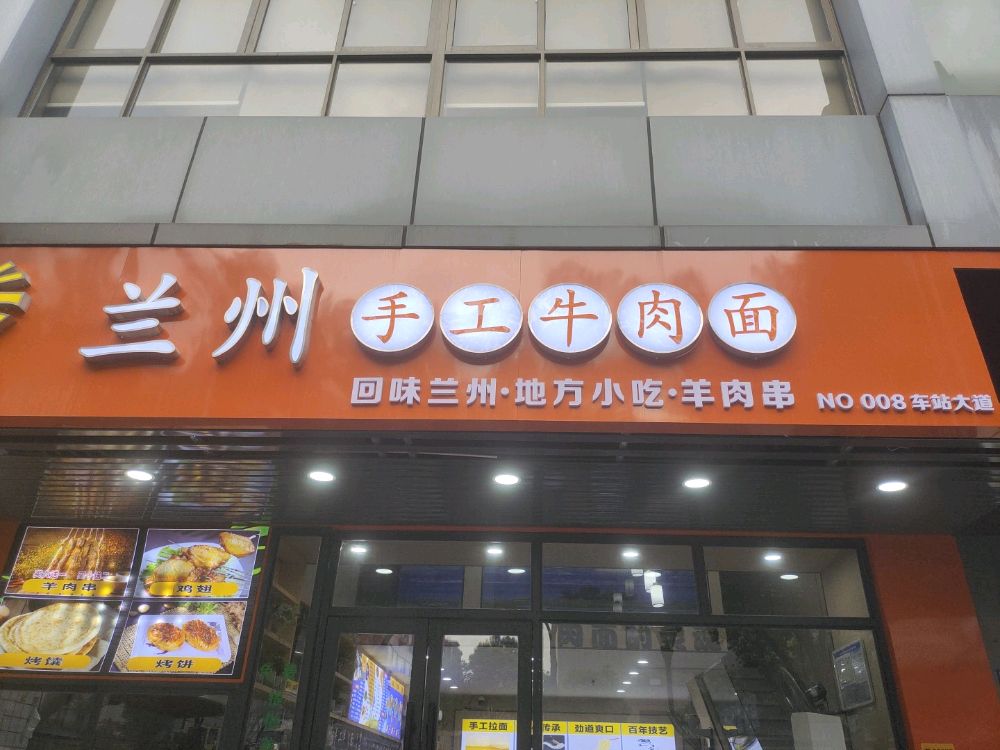 兰州手工牛肉面
回味兰州·地方小吃·羊肉串 NO 008 车站大道
羊肉串
鸡翅
烤馕
烤饼
手工拉面
传承
劲道爽口
百年技艺